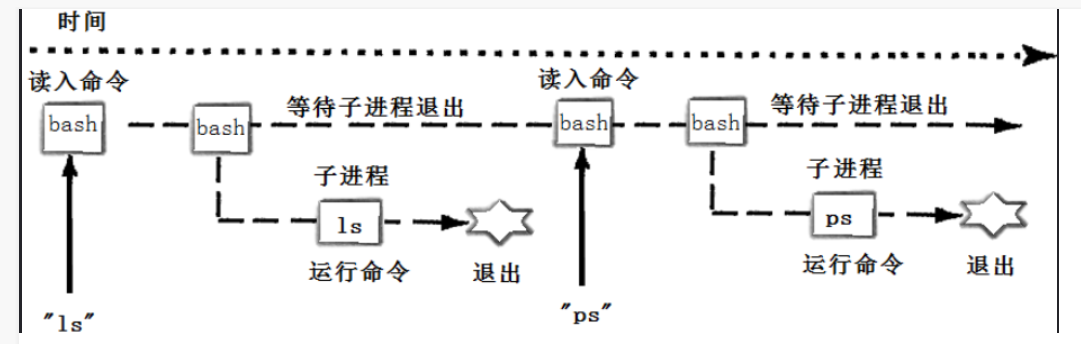 时间
读入命令
读入命令
bash
bash
等待子进程退出
bash
bash
等待子进程退出
子进程
子进程
ls
ps
运行命令
退出
运行命令
退出
"ls"
"ps"